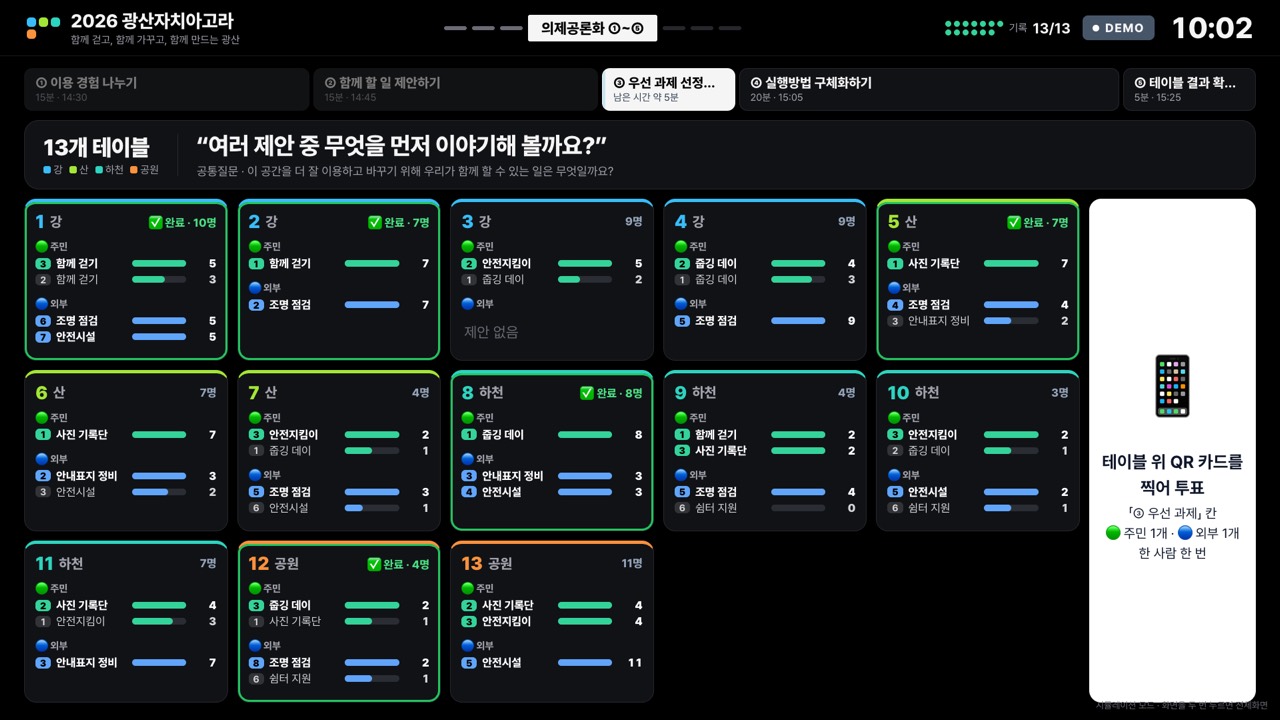 2026 광산자치아고라
함께 걷고, 함께 가꾸고, 함께 만드는 광산
의제공론화 ①~⑤
기록 13/13
DEMO
10:02
① 이용 경험 나누기
15분 · 14:30
② 함께 할 일 제안하기
15분 · 14:45
③ 우선 과제 선정...
남은 시간 약 5분
④ 실행방법 구체화하기
20분 · 15:05
⑤ 테이블 결과 확...
5분 · 15:25
13개 테이블
강 산 하천 공원
“여러 제안 중 무엇을 먼저 이야기해 볼까요?”
공통질문 · 이 공간을 더 잘 이용하고 바꾸기 위해 우리가 함께 할 수 있는 일은 무엇일까요?
1 강 ✅ 완료 · 10명
주민
3 함께 걷기 5
2 함께 걷기 3
외부
6 조명 점검 5
7 안전시설 5
2 강 ✅ 완료 · 7명
주민
1 함께 걷기 7
외부
2 조명 점검 7
3 강 9명
주민
2 안전지킴이 5
1 줍깅 데이 2
외부
제안 없음
4 강 9명
주민
2 줍깅 데이 4
1 줍깅 데이 3
외부
5 조명 점검 9
5 산 ✅ 완료 · 7명
주민
1 사진 기록단 7
외부
4 조명 점검 4
3 안내표지 정비 2
6 산 7명
주민
1 사진 기록단 7
외부
2 안내표지 정비 3
3 안전시설 2
7 산 4명
주민
3 안전지킴이 2
1 줍깅 데이 1
외부
5 조명 점검 3
6 안전시설 1
8 하천 ✅ 완료 · 8명
주민
1 줍깅 데이 8
외부
3 안내표지 정비 3
4 안전시설 3
9 하천 4명
주민
1 함께 걷기 2
3 사진 기록단 2
외부
5 조명 점검 4
6 쉼터 지원 0
10 하천 3명
주민
3 안전지킴이 2
2 줍깅 데이 1
외부
5 안전시설 2
6 쉼터 지원 1
11 하천 7명
주민
2 사진 기록단 4
1 안전지킴이 3
외부
3 안내표지 정비 7
12 공원 ✅ 완료 · 4명
주민
3 줍깅 데이 2
1 사진 기록단 1
외부
8 조명 점검 2
6 쉼터 지원 1
13 공원 11명
주민
2 사진 기록단 4
3 안전지킴이 4
외부
5 안전시설 11
테이블 위 QR 카드를
찍어 투표
「③ 우선 과제」 칸
주민 1개 · 외부 1개
한 사람 한 번
시뮬레이션 모드 · 화면을 두 번 누르면 전체화면